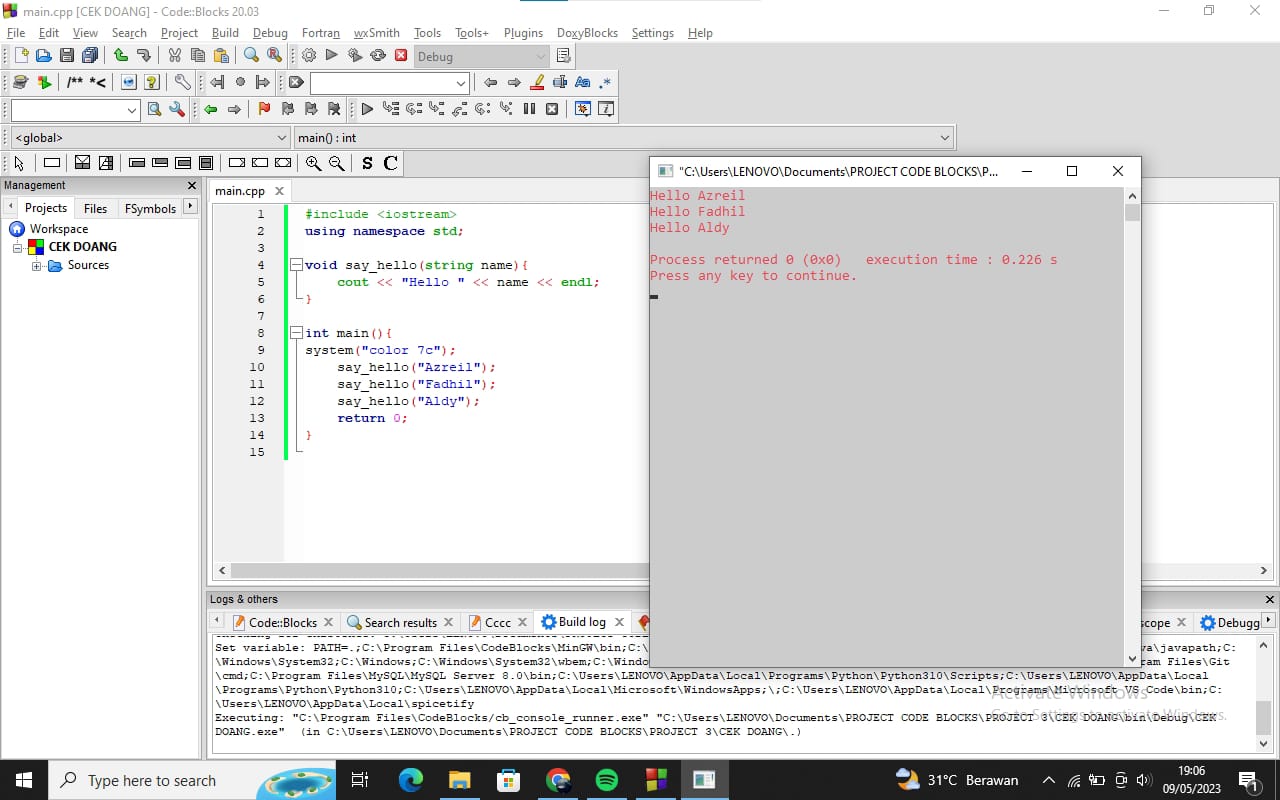 main.cpp [CEK DOANG] - Code::Blocks 20.03
File Edit View Search Project Build Debug Fortran wxSmith Tools Tools+ Plugins DoxyBlocks Settings Help
Debug
/** *<
<global>
main() : int
S C
Management
Projects Files FSymbols
Workspace
CEK DOANG
Sources
main.cpp
1 #include <iostream>
2 using namespace std;
3
4 void say_hello(string name){
5 cout << "Hello " << name << endl;
6 }
7
8 int main(){
9 system("color 7c");
10 say_hello("Azreil");
11 say_hello("Fadhil");
12 say_hello("Aldy");
13 return 0;
14 }
15
"C:\Users\LENOVO\Documents\PROJECT CODE BLOCKS\P...
Hello Azreil
Hello Fadhil
Hello Aldy
Process returned 0 (0x0) execution time : 0.226 s
Press any key to continue.
Logs & others
Code::Blocks Search results Cccc Build log scope Debugg
Set variable: PATH=.;C:\Program Files\CodeBlocks\MinGW\bin;C:\ va\javapath;C:
\Windows\System32;C:\Windows;C:\Windows\System32\wbem;C:\Windo ram Files\Git
\cmd;C:\Program Files\MySQL\MySQL Server 8.0\bin;C:\Users\LENOVO\AppData\Local\Programs\Python\Python310\Scripts;C:\Users\LENOVO\AppData\Local
\Programs\Python\Python310;C:\Users\LENOVO\AppData\Local\Microsoft\WindowsApps;\;C:\Users\LENOVO\AppData\Local\Programs\Microsoft VS Code\bin;C:
\Users\LENOVO\AppData\Local\spicetify
Executing: "C:\Program Files\CodeBlocks/cb_console_runner.exe" "C:\Users\LENOVO\Documents\PROJECT CODE BLOCKS\PROJECT 3\CEK DOANG\bin\Debug\CEK
DOANG.exe" (in C:\Users\LENOVO\Documents\PROJECT CODE BLOCKS\PROJECT 3\CEK DOANG\.)
Activate Windows
Go to Settings to activate Windows.
Type here to search
31°C Berawan
19:06
09/05/2023
1